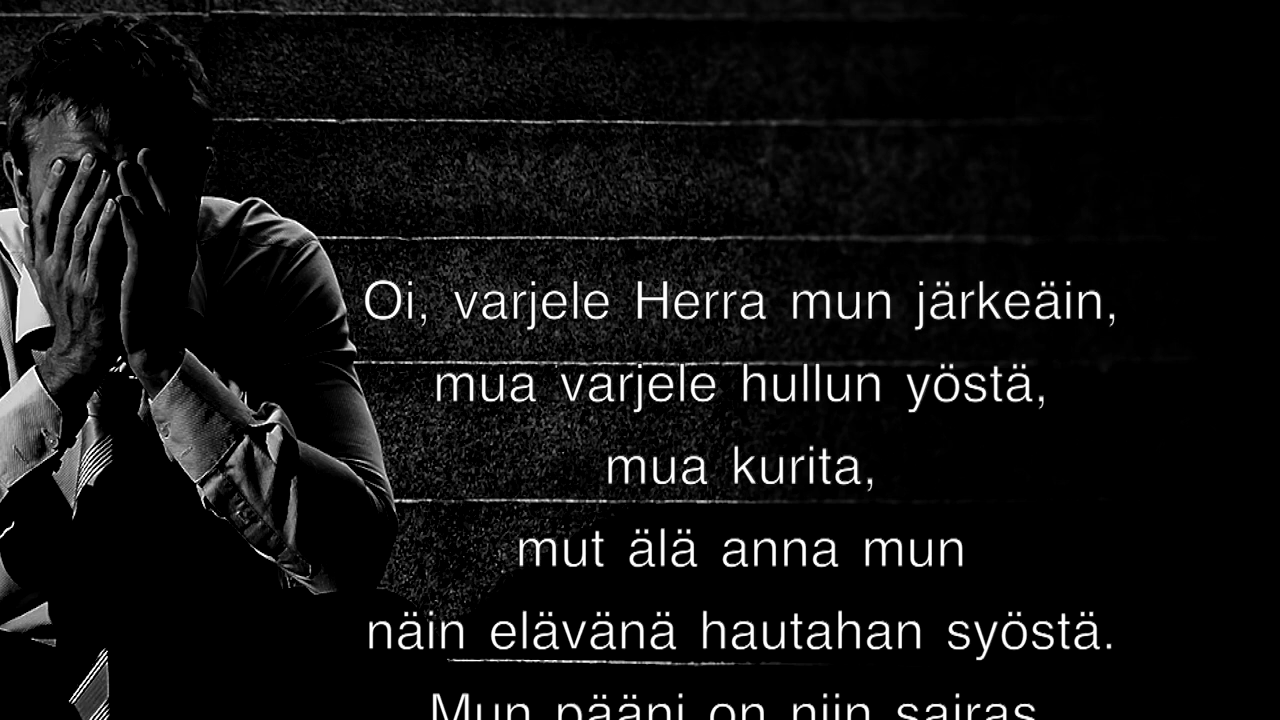 Oi, varjele Herra mun järkeäin,
mua varjele hullun yöstä,
mua kurita,
mut älä anna mun
näin elävänä hautahan syöstä.
Mun pääni on niin sairas